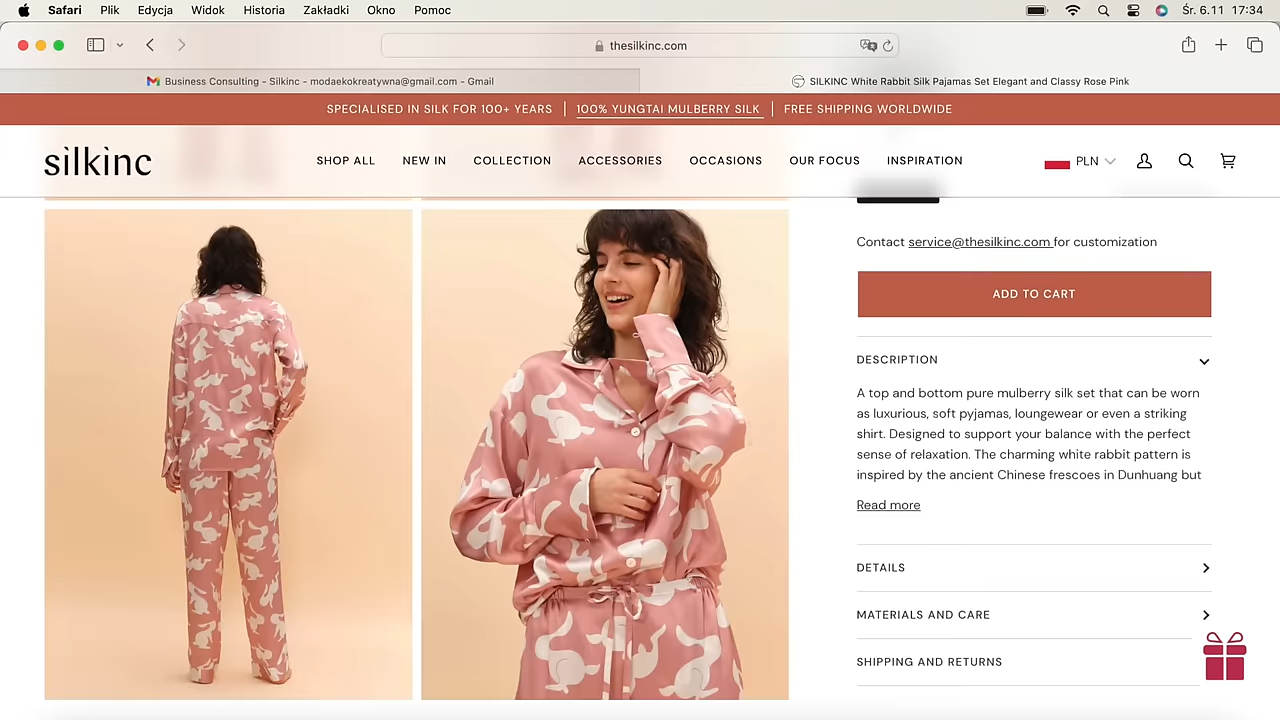 Safari Plik Edycja Widok Historia Zakładki Okno Pomoc Śr. 6.11 17:34
thesilkinc.com
Business Consulting - Silkinc - modaekokreatywna@gmail.com - Gmail
SILKINC White Rabbit Silk Pajamas Set Elegant and Classy Rose Pink
SPECIALISED IN SILK FOR 100+ YEARS | 100% YUNGTAI MULBERRY SILK | FREE SHIPPING WORLDWIDE
silkinc SHOP ALL NEW IN COLLECTION ACCESSORIES OCCASIONS OUR FOCUS INSPIRATION PLN
Contact service@thesilkinc.com for customization
ADD TO CART
DESCRIPTION
A top and bottom pure mulberry silk set that can be worn
as luxurious, soft pyjamas, loungewear or even a striking
shirt. Designed to support your balance with the perfect
sense of relaxation. The charming white rabbit pattern is
inspired by the ancient Chinese frescoes in Dunhuang but
Read more
DETAILS
MATERIALS AND CARE
SHIPPING AND RETURNS